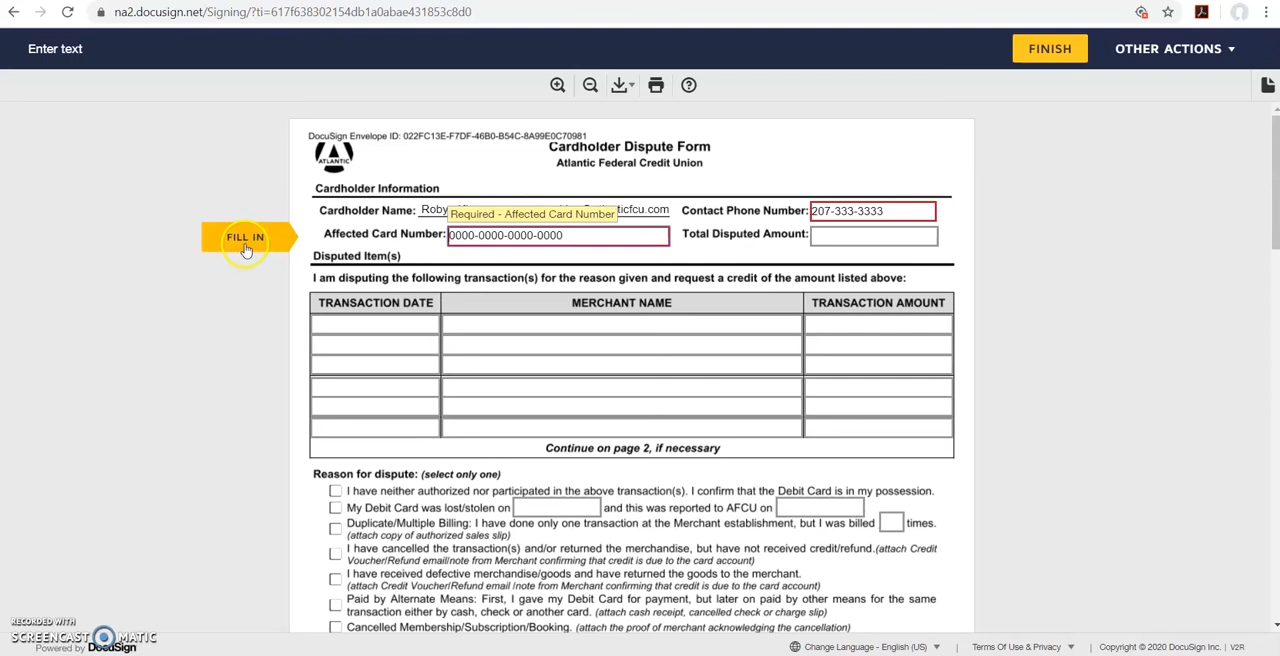 na2.docusign.net/Signing/?ti=617f638302154db1a0abae431853c8d0
Enter text
FINISH
OTHER ACTIONS
DocuSign Envelope ID: 022FC13E-F7DF-46B0-B54C-8A99E0C70981
ATLANTIC
Cardholder Dispute Form
Atlantic Federal Credit Union
Cardholder Information
Cardholder Name: Roby ticfcu.com Contact Phone Number: 207-333-3333
Required - Affected Card Number
FILL IN
Affected Card Number: 0000-0000-0000-0000 Total Disputed Amount:
Disputed Item(s)
I am disputing the following transaction(s) for the reason given and request a credit of the amount listed above:
TRANSACTION DATE MERCHANT NAME TRANSACTION AMOUNT
Continue on page 2, if necessary
Reason for dispute: (select only one)
I have neither authorized nor participated in the above transaction(s). I confirm that the Debit Card is in my possession.
My Debit Card was lost/stolen on and this was reported to AFCU on
Duplicate/Multiple Billing: I have done only one transaction at the Merchant establishment, but I was billed times.
(attach copy of authorized sales slip)
I have cancelled the transaction(s) and/or returned the merchandise, but have not received credit/refund.(attach Credit
Voucher/Refund email/note from Merchant confirming that credit is due to the card account)
I have received defective merchandise/goods and have returned the goods to the merchant.
(attach Credit Voucher/Refund email /note from Merchant confirming that credit is due to the card account)
Paid by Alternate Means: First, I gave my Debit Card for payment, but later on paid by other means for the same
transaction either by cash, check or another card. (attach cash receipt, cancelled check or charge slip)
Cancelled Membership/Subscription/Booking. (attach the proof of merchant acknowledging the cancellation)
RECORDED WITH
SCREENCAST MATIC
Powered by DocuSign
Change Language - English (US) | Terms Of Use & Privacy | Copyright © 2020 DocuSign Inc. | V2R